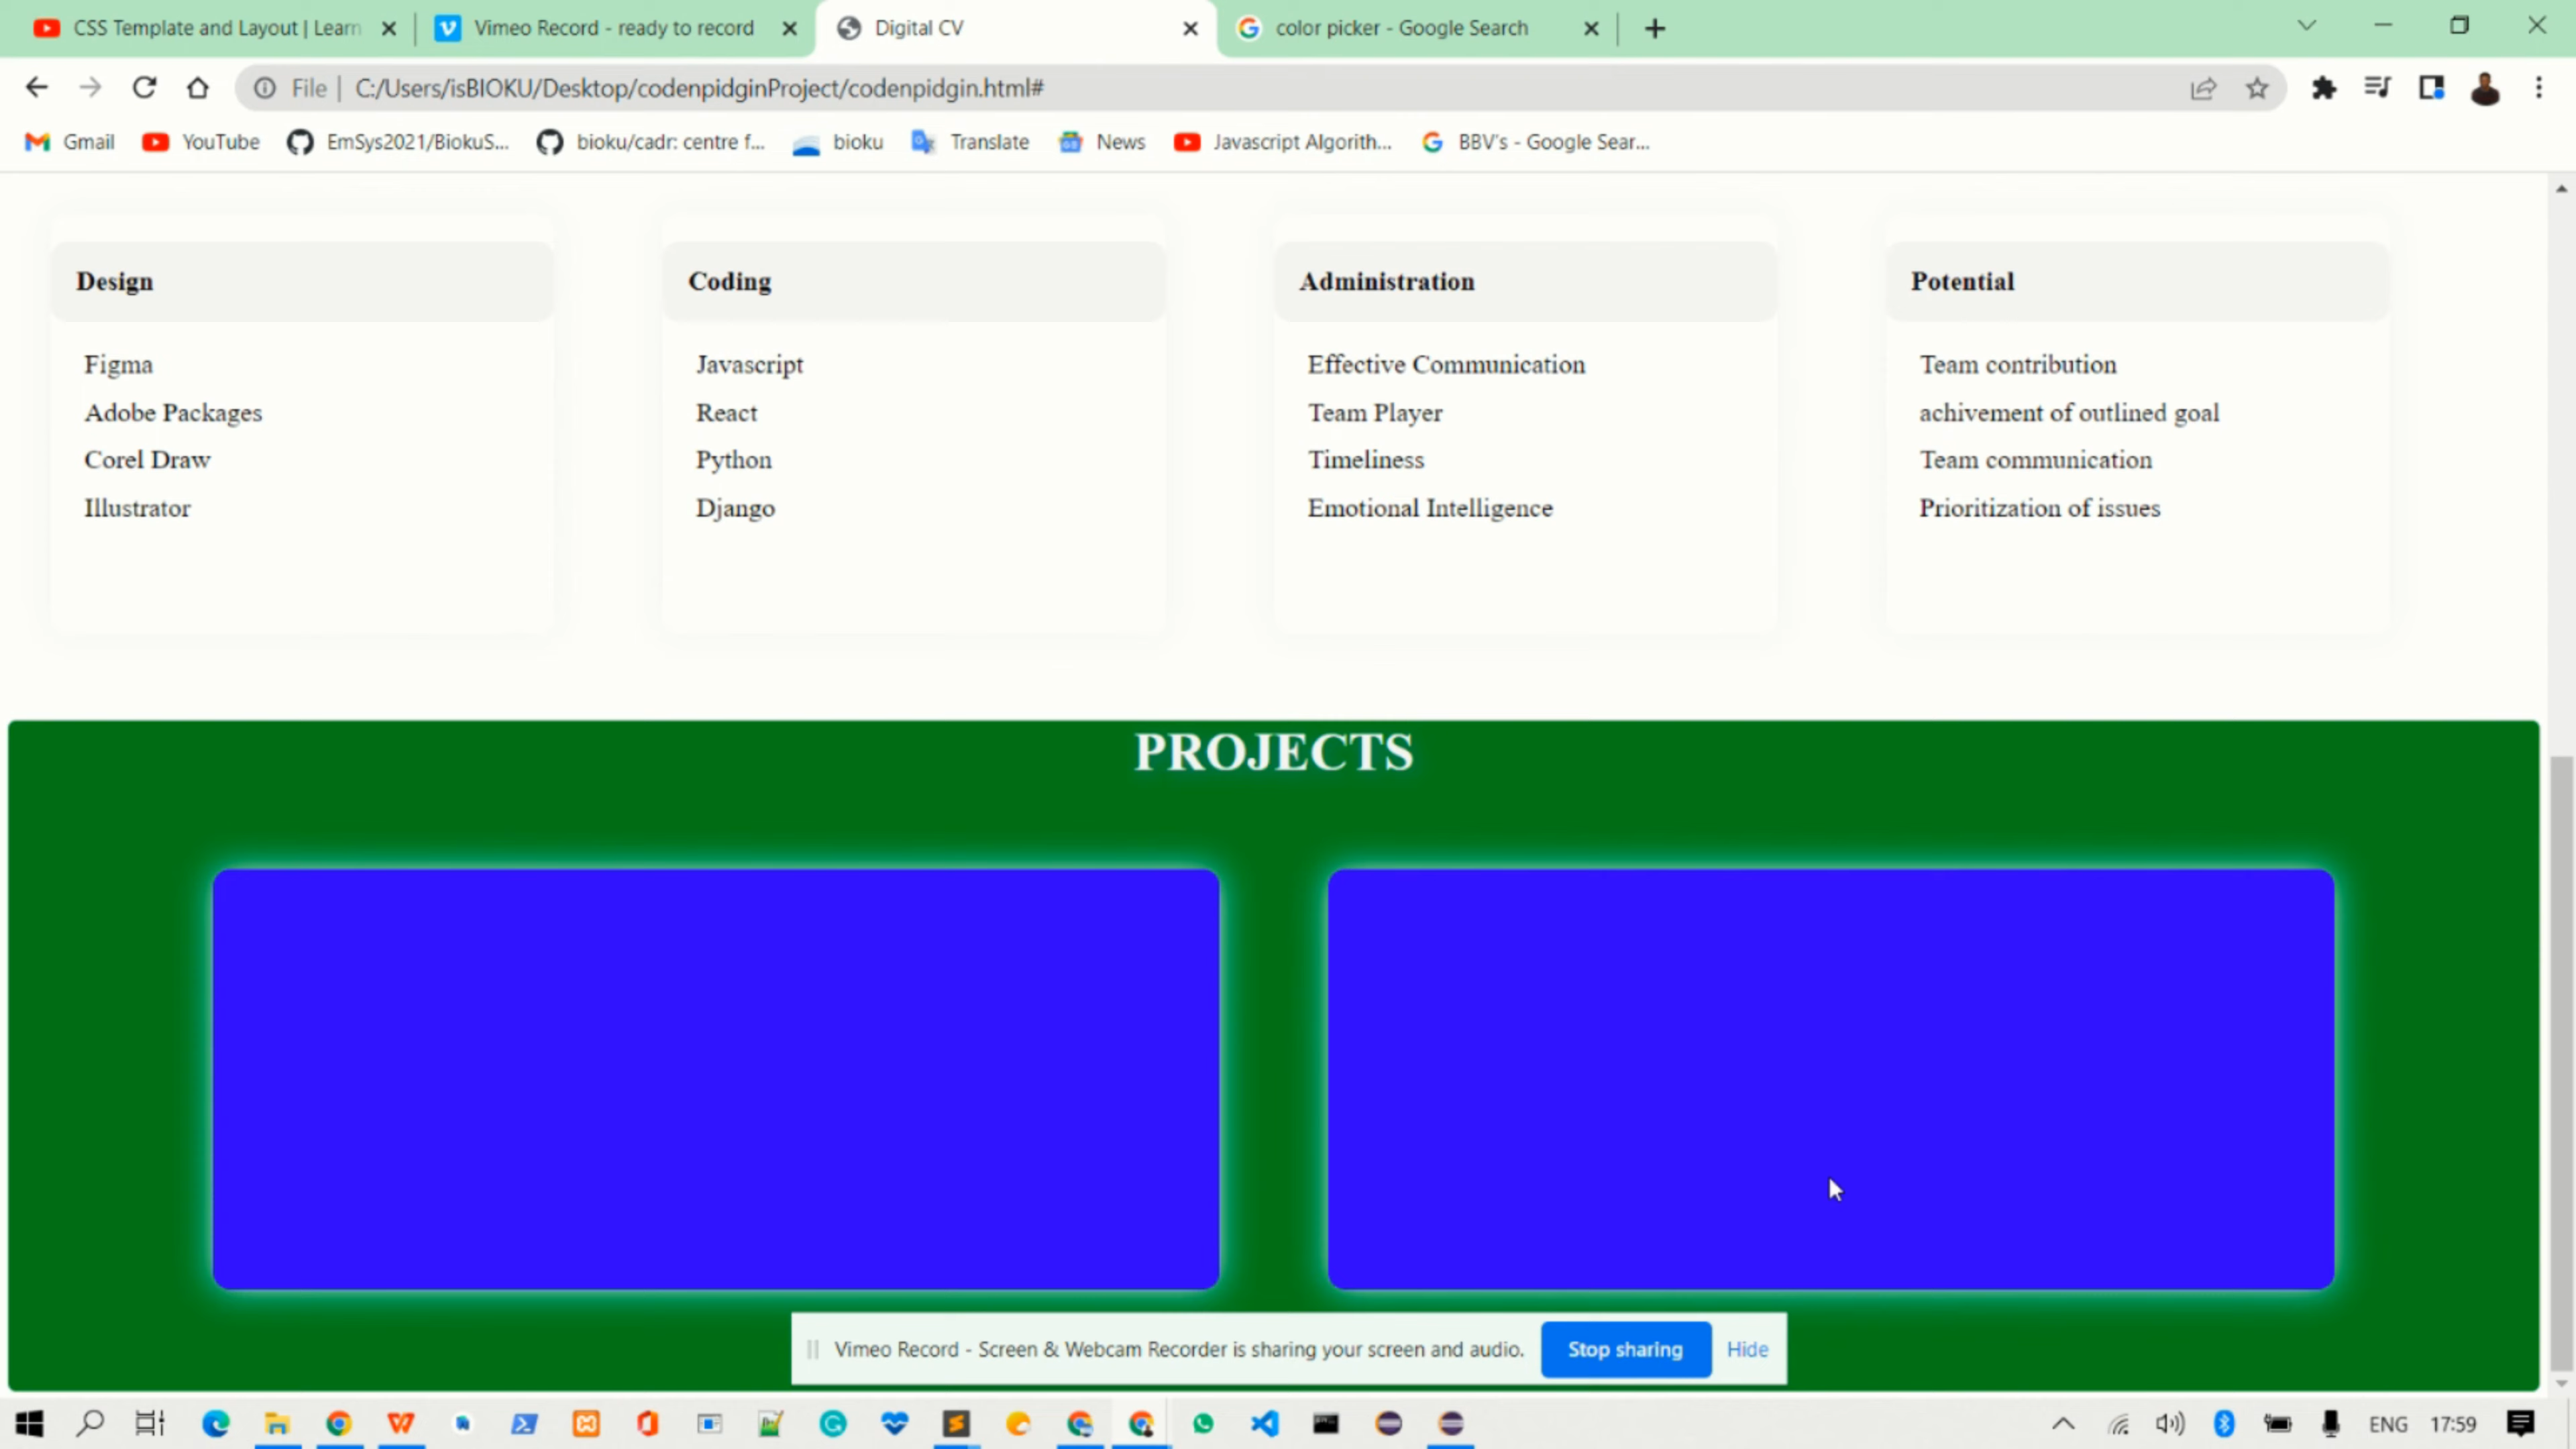 CSS Template and Layout | Learn
Vimeo Record - ready to record
Digital CV
color picker - Google Search
File | C:/Users/isBIOKU/Desktop/codenpidginProject/codenpidgin.html#
Gmail
YouTube
EmSys2021/BiokuS...
bioku/cadr: centre f...
bioku
Translate
News
Javascript Algorith...
BBV's - Google Sear...
Design
Figma
Adobe Packages
Corel Draw
Illustrator
Coding
Javascript
React
Python
Django
Administration
Effective Communication
Team Player
Timeliness
Emotional Intelligence
Potential
Team contribution
achivement of outlined goal
Team communication
Prioritization of issues
PROJECTS
Vimeo Record - Screen & Webcam Recorder is sharing your screen and audio.
Stop sharing
Hide
ENG
17:59